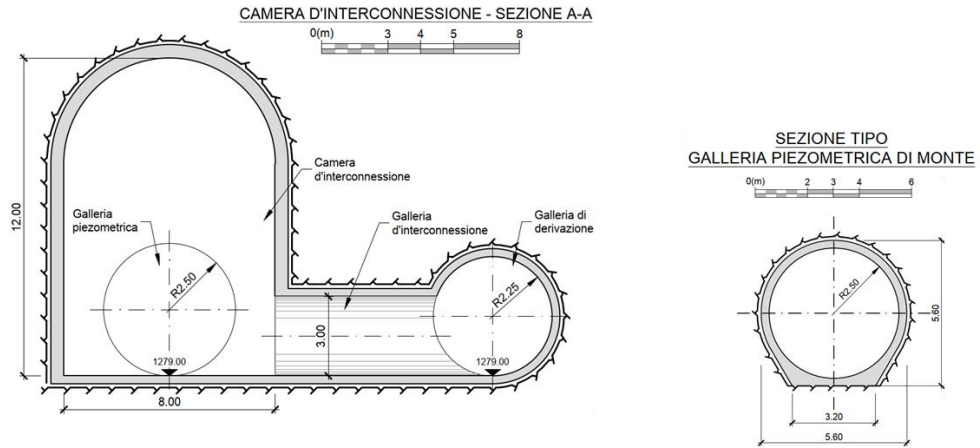 CAMERA D'INTERCONNESSIONE - SEZIONE A-A
0(m) 3 4 5 8
12.00
Camera
d'interconnessione
Galleria
piezometrica
Galleria
d'interconnessione
Galleria di
derivazione
R2.50
R2.25
3.00
1279.00
1279.00
8.00
SEZIONE TIPO
GALLERIA PIEZOMETRICA DI MONTE
0(m) 2 3 4 6
R2.50
5.60
3.20
5.60